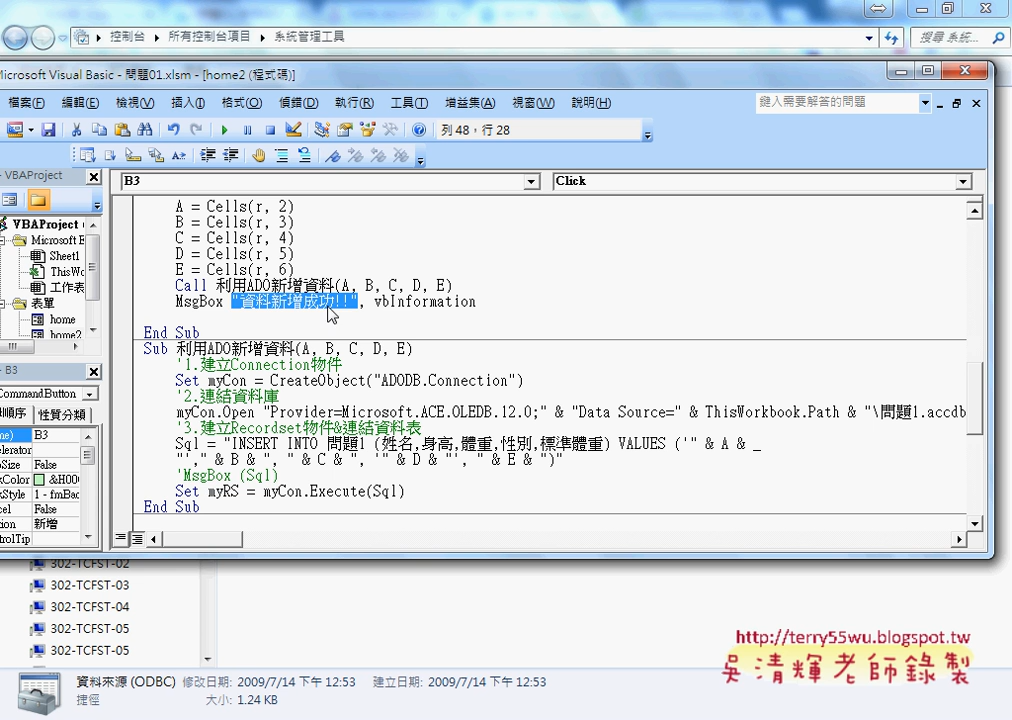 控制台 ▸ 所有控制台項目 ▸ 系統管理工具
搜尋 系統...
Microsoft Visual Basic - 問題01.xlsm - [home2 (程式碼)]
檔案(F) 編輯(E) 檢視(V) 插入(I) 格式(O) 偵錯(D) 執行(R) 工具(T) 增益集(A) 視窗(W) 說明(H)
鍵入需要解答的問題
列 48，行 28
- VBAProject
B3
Click
VBAProject
Microsoft E
Sheet1
ThisWo
工作表
表單
home
home2
- B3
CommandButton
順序 性質分類
B3
False
&H00
1 - fmBac
False
新增
A = Cells(r, 2)
B = Cells(r, 3)
C = Cells(r, 4)
D = Cells(r, 5)
E = Cells(r, 6)
Call 利用ADO新增資料(A, B, C, D, E)
MsgBox "資料新增成功!!", vbInformation
End Sub
Sub 利用ADO新增資料(A, B, C, D, E)
'1.建立Connection物件
Set myCon = CreateObject("ADODB.Connection")
'2.連結資料庫
myCon.Open "Provider=Microsoft.ACE.OLEDB.12.0;" & "Data Source=" & ThisWorkbook.Path & "\問題1.accdb
'3.建立Recordset物件&連結資料表
Sql = "INSERT INTO 問題1 (姓名,身高,體重,性別,標準體重) VALUES ('" & A & _
"'," & B & ", " & C & ", '" & D & "', " & E & ")"
'MsgBox (Sql)
Set myRS = myCon.Execute(Sql)
End Sub
302-TCFST-02
302-TCFST-03
302-TCFST-04
302-TCFST-05
302-TCFST-05
資料來源 (ODBC) 修改日期: 2009/7/14 下午 12:53 建立日期: 2009/7/14 下午 12:53
捷徑 大小: 1.24 KB
http://terry55wu.blogspot.tw
吳清輝老師錄製